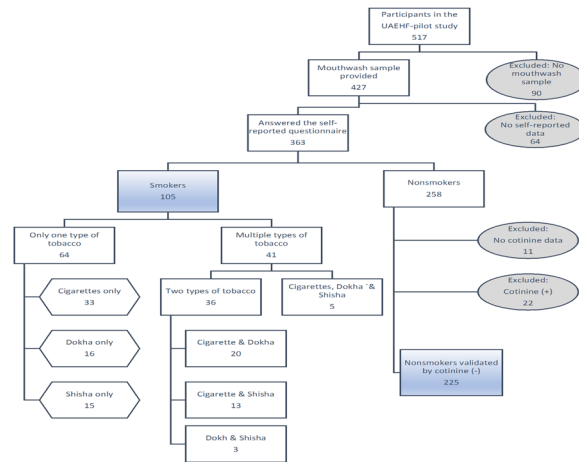 Participants in the
UAEHF-pilot study
517
Mouthwash sample
provided
427
Excluded: No
mouthwash
sample
90
Answered the self-
reported questionnaire
363
Excluded:
No self-reported
data
64
Smokers
105
Nonsmokers
258
Only one type of
tobacco
64
Multiple types of
tobacco
41
Excluded:
No cotinine data
11
Cigarettes only
33
Two types of tobacco
36
Cigarettes, Dokha `&
Shisha
5
Excluded:
Cotinine (+)
22
Dokha only
16
Cigarette & Dokha
20
Nonsmokers validated
by cotinine (-)
225
Shisha only
15
Cigarette & Shisha
13
Dokh & Shisha
3